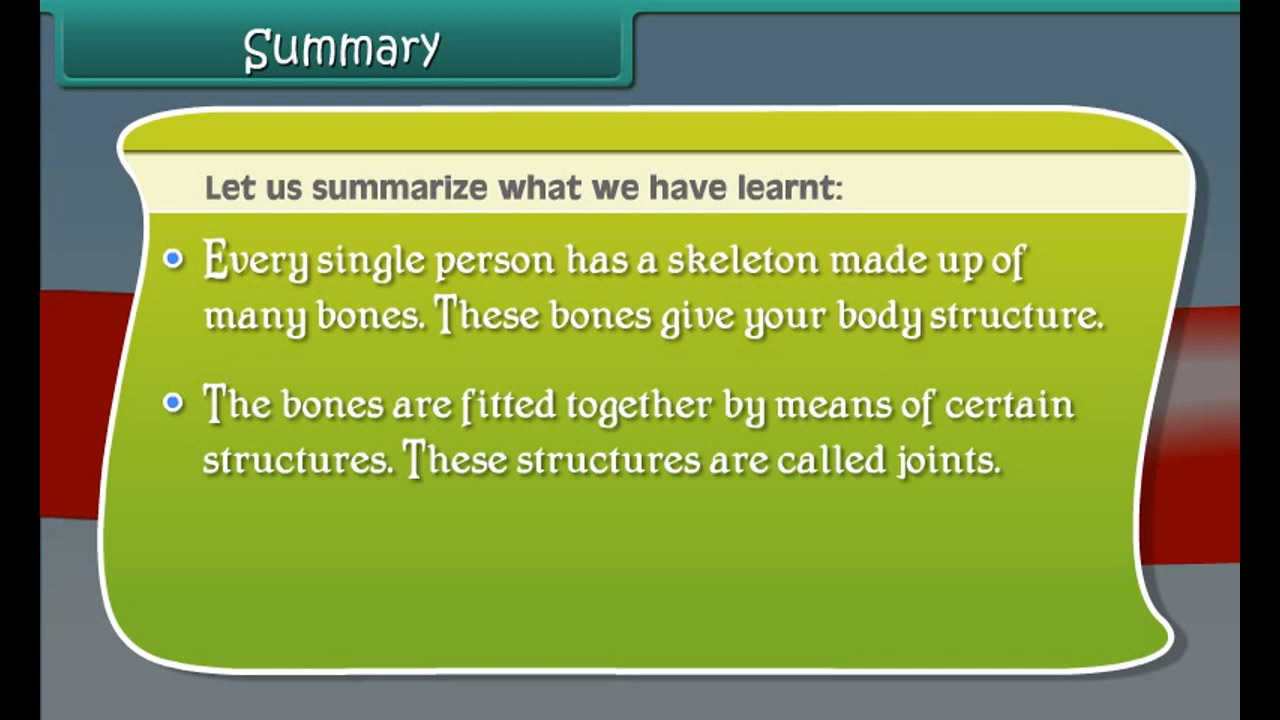 Summary
Let us summarize what we have learnt:
Every single person has a skeleton made up of
many bones. These bones give your body structure.
The bones are fitted together by means of certain
structures. These structures are called joints.